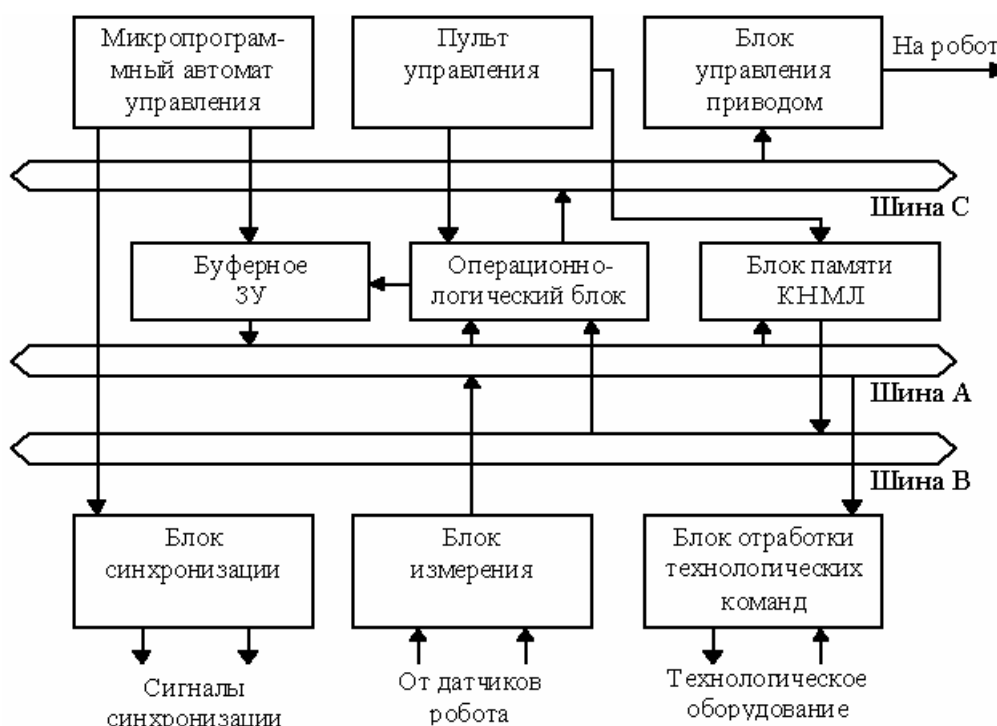 Микропрограм-
мный автомат
управления
Пульт
управления
Блок
управления
приводом
На робот
Шина С
Буферное
ЗУ
Операционно-
логический блок
Блок памяти
КНМЛ
Шина А
Шина В
Блок
синхронизации
Блок
измерения
Блок отработки
технологических
команд
Сигналы
синхронизации
От датчиков
робота
Технологическое
оборудование